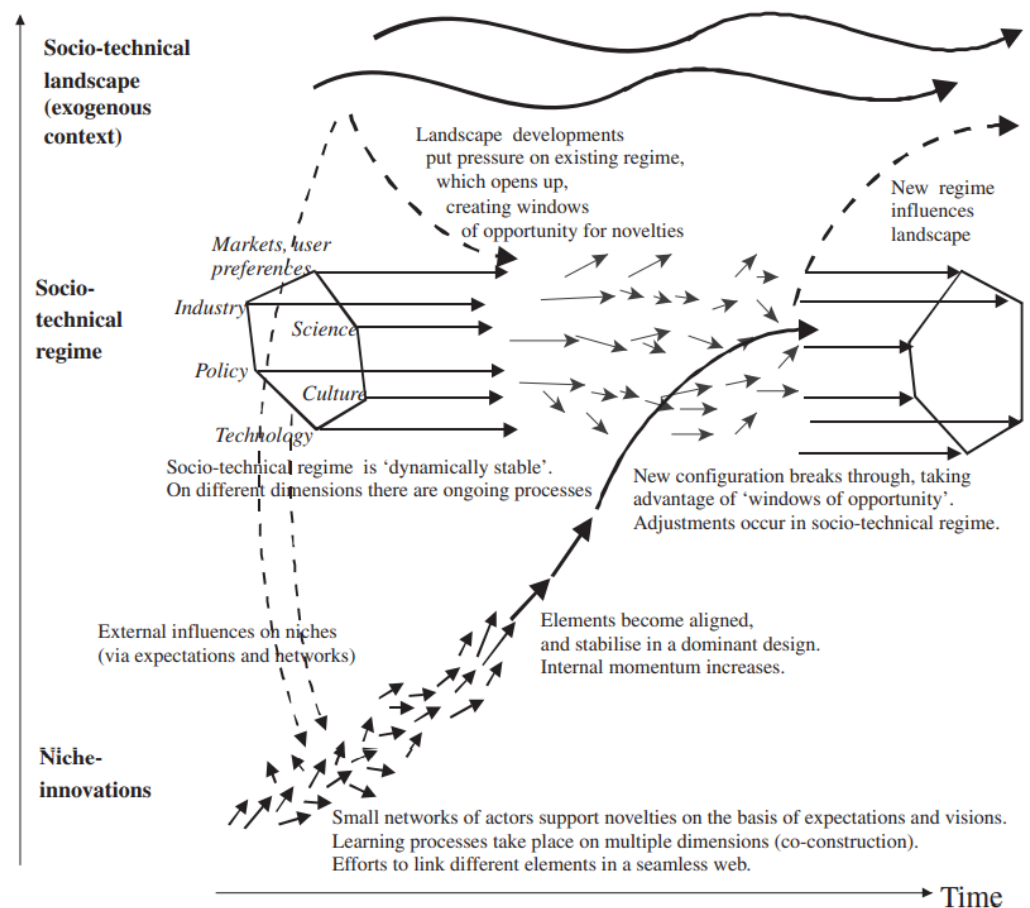 Socio-technical
landscape
(exogenous
context)
Landscape developments
put pressure on existing regime,
which opens up,
creating windows
of opportunity for novelties
New regime
influences
landscape
Markets, user
preferences
Socio-
technical
regime
Industry
Science
Policy
Culture
Technology
Socio-technical regime is ‘dynamically stable’.
On different dimensions there are ongoing processes
New configuration breaks through, taking
advantage of ‘windows of opportunity’.
Adjustments occur in socio-technical regime.
External influences on niches
(via expectations and networks)
Elements become aligned,
and stabilise in a dominant design.
Internal momentum increases.
Niche-
innovations
Small networks of actors support novelties on the basis of expectations and visions.
Learning processes take place on multiple dimensions (co-construction).
Efforts to link different elements in a seamless web.
Time